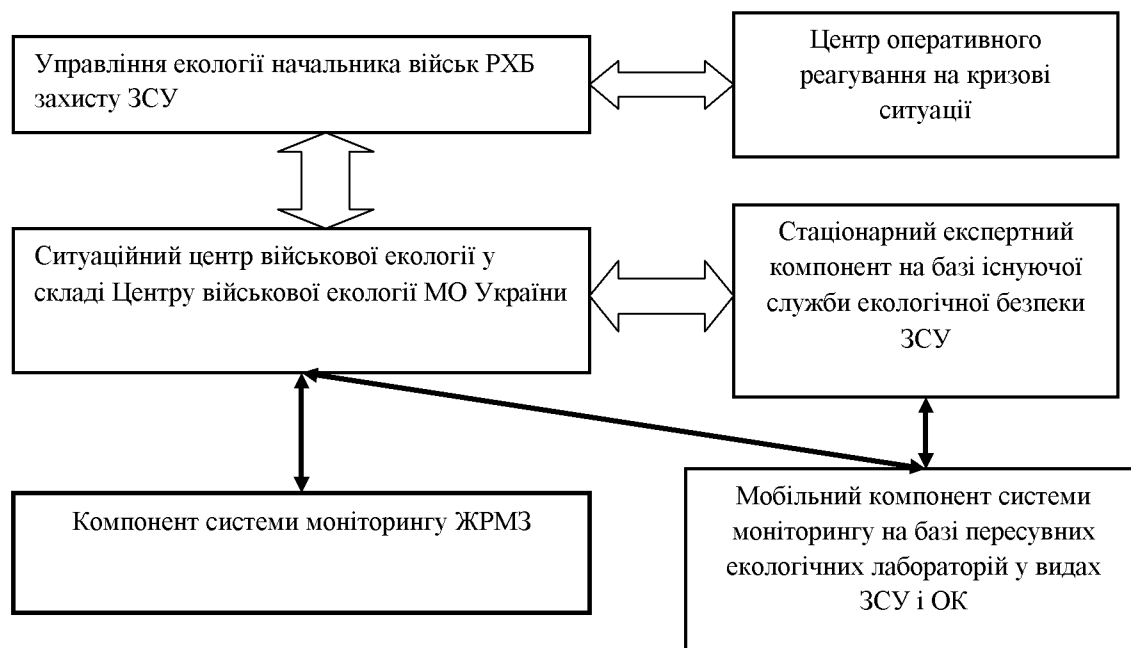 Управління екології начальника військ РХБ
захисту ЗСУ
Центр оперативного
реагування на кризові
ситуації
Ситуаційний центр військової екології у
складі Центру військової екології МО України
Стаціонарний експертний
компонент на базі існуючої
служби екологічної безпеки
ЗСУ
Компонент системи моніторингу ЖРМЗ
Мобільний компонент системи
моніторингу на базі пересувних
екологічних лабораторій у видах
ЗСУ і ОК